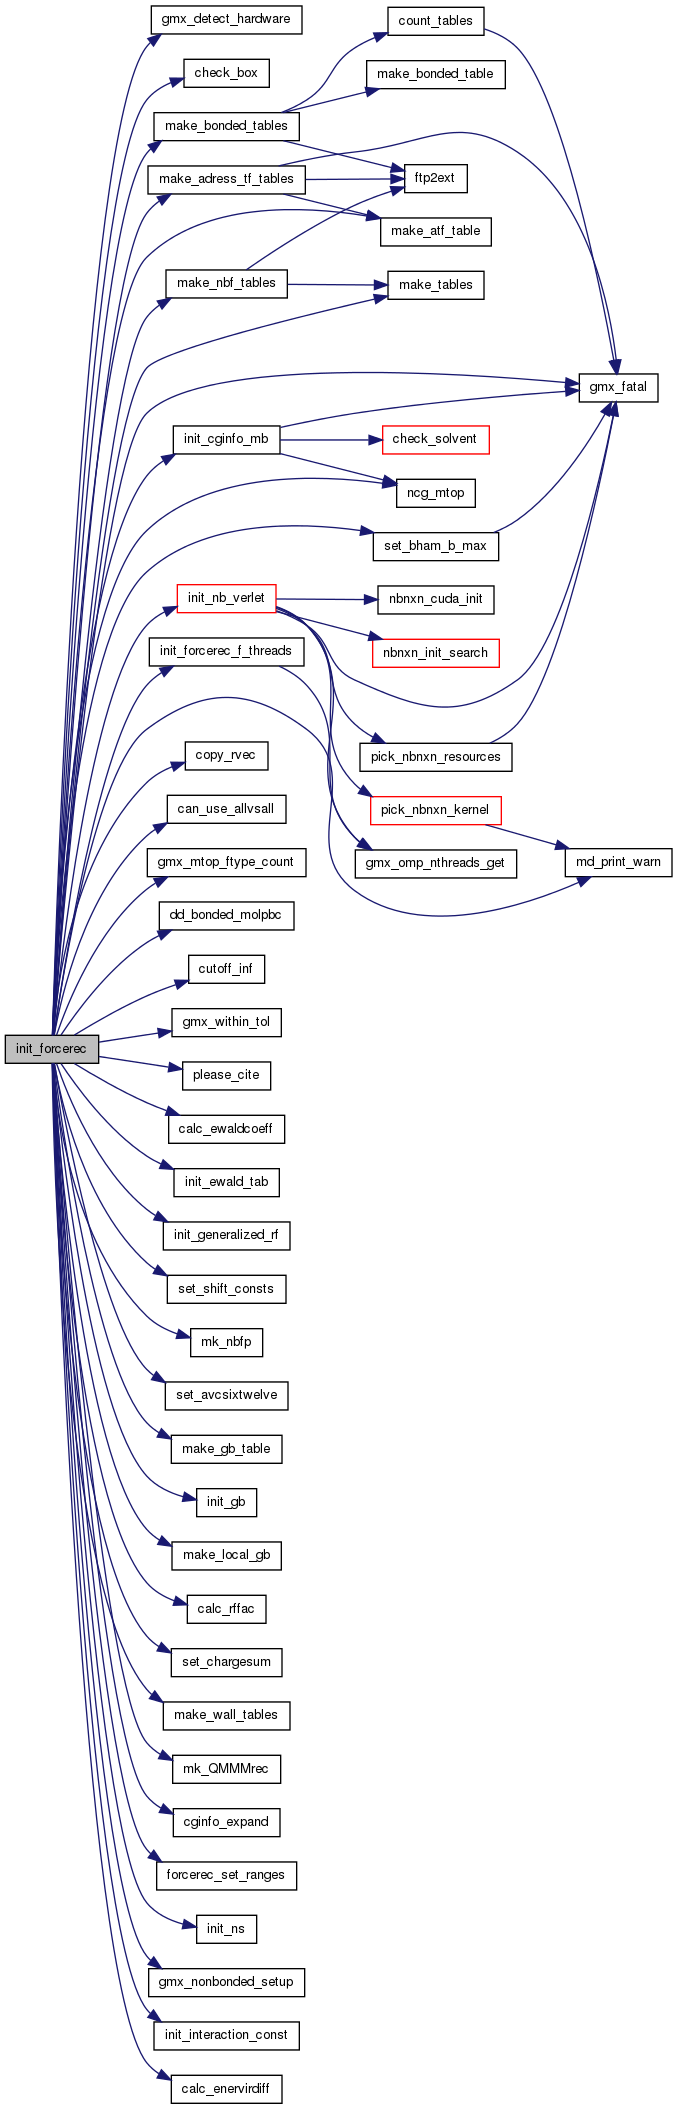 gmx_detect_hardware
count_tables
check_box
make_bonded_table
make_bonded_tables
make_adress_tf_tables
ftp2ext
make_atf_table
make_nbf_tables
make_tables
gmx_fatal
init_cginfo_mb
check_solvent
ncg_mtop
set_bham_b_max
init_nb_verlet
nbnxn_cuda_init
init_forcerec_f_threads
nbnxn_init_search
copy_rvec
pick_nbnxn_resources
can_use_allvsall
pick_nbnxn_kernel
gmx_mtop_ftype_count
gmx_omp_nthreads_get
md_print_warn
dd_bonded_molpbc
cutoff_inf
gmx_within_tol
init_forcerec
please_cite
calc_ewaldcoeff
init_ewald_tab
init_generalized_rf
set_shift_consts
mk_nbfp
set_avcsixtwelve
make_gb_table
init_gb
make_local_gb
calc_rffac
set_chargesum
make_wall_tables
mk_QMMMrec
cginfo_expand
forcerec_set_ranges
init_ns
gmx_nonbonded_setup
init_interaction_const
calc_enervirdiff